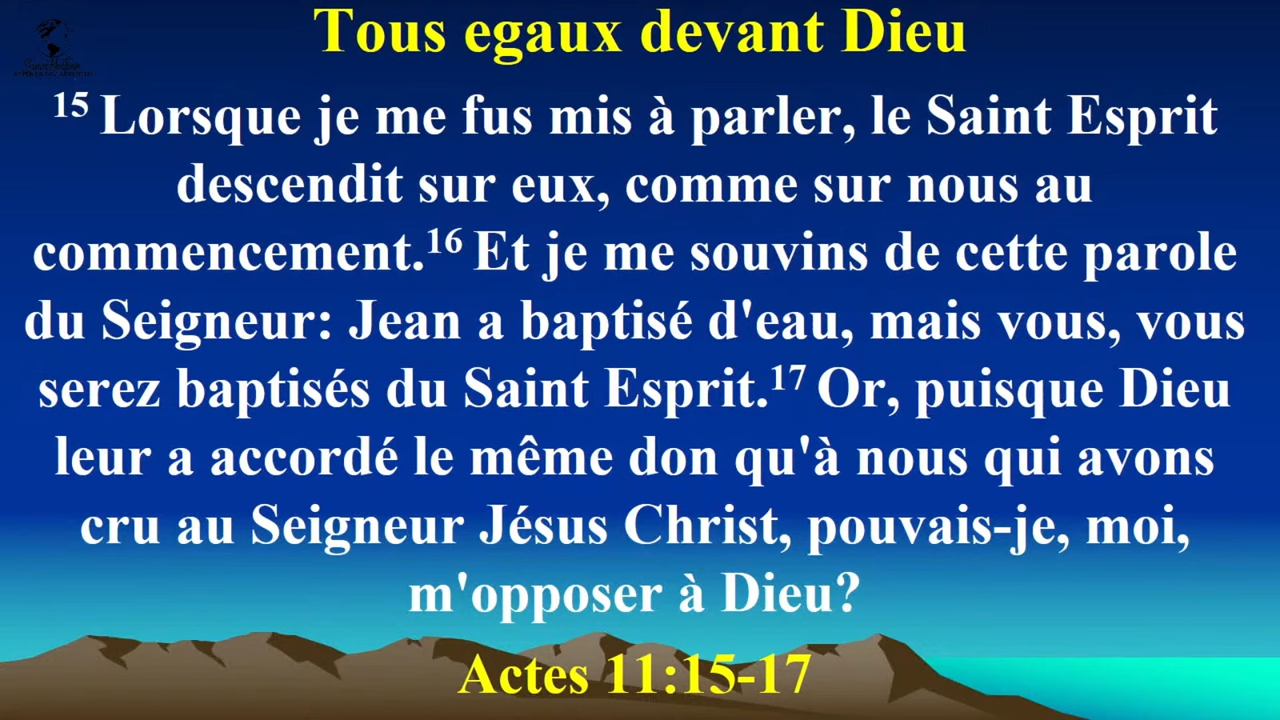 Tous egaux devant Dieu
15 Lorsque je me fus mis à parler, le Saint Esprit
descendit sur eux, comme sur nous au
commencement.16 Et je me souvins de cette parole
du Seigneur: Jean a baptisé d'eau, mais vous, vous
serez baptisés du Saint Esprit.17 Or, puisque Dieu
leur a accordé le même don qu'à nous qui avons
cru au Seigneur Jésus Christ, pouvais-je, moi,
m'opposer à Dieu?
Actes 11:15-17